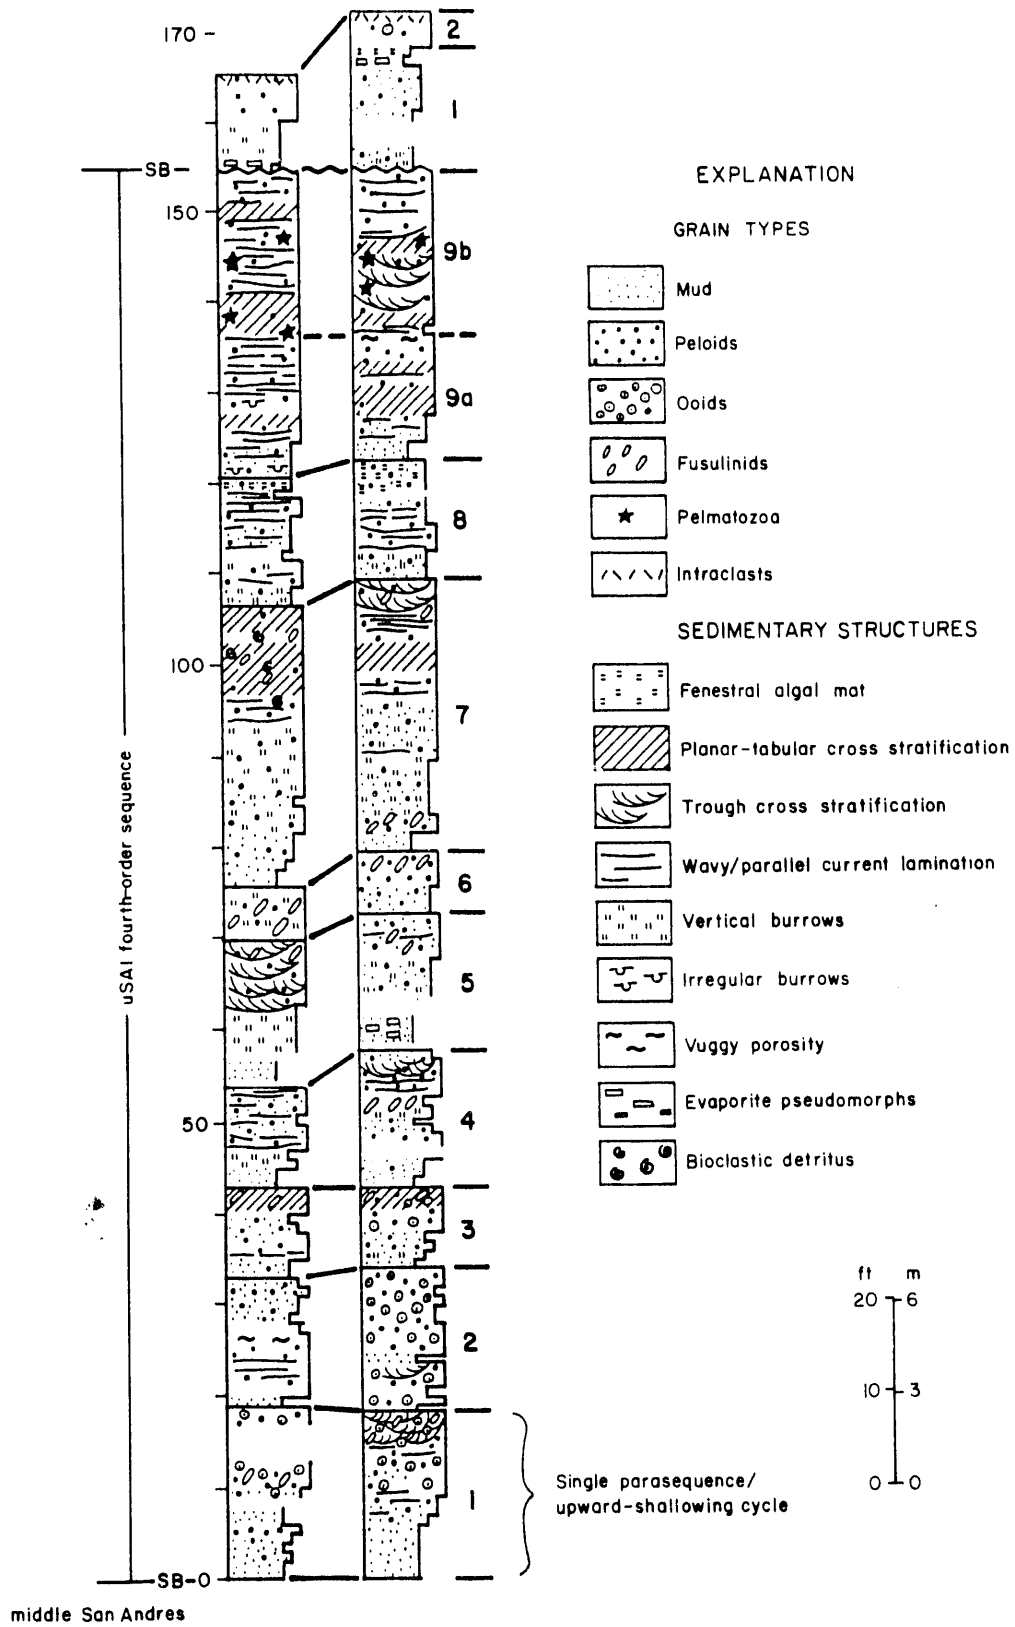 170
2
1
SB
150
9b
9a
8
100
7
6
5
uSA1 fourth-order sequence
50
4
3
2
1
SB-0
middle San Andres
EXPLANATION
GRAIN TYPES
Mud
Peloids
Ooids
Fusulinids
Pelmatozoa
Intraclasts
SEDIMENTARY STRUCTURES
Fenestral algal mat
Planar-tabular cross stratification
Trough cross stratification
Wavy/parallel current lamination
Vertical burrows
Irregular burrows
Vuggy porosity
Evaporite pseudomorphs
Bioclastic detritus
ft m
20 6
10 3
0 0
Single parasequence/
upward-shallowing cycle